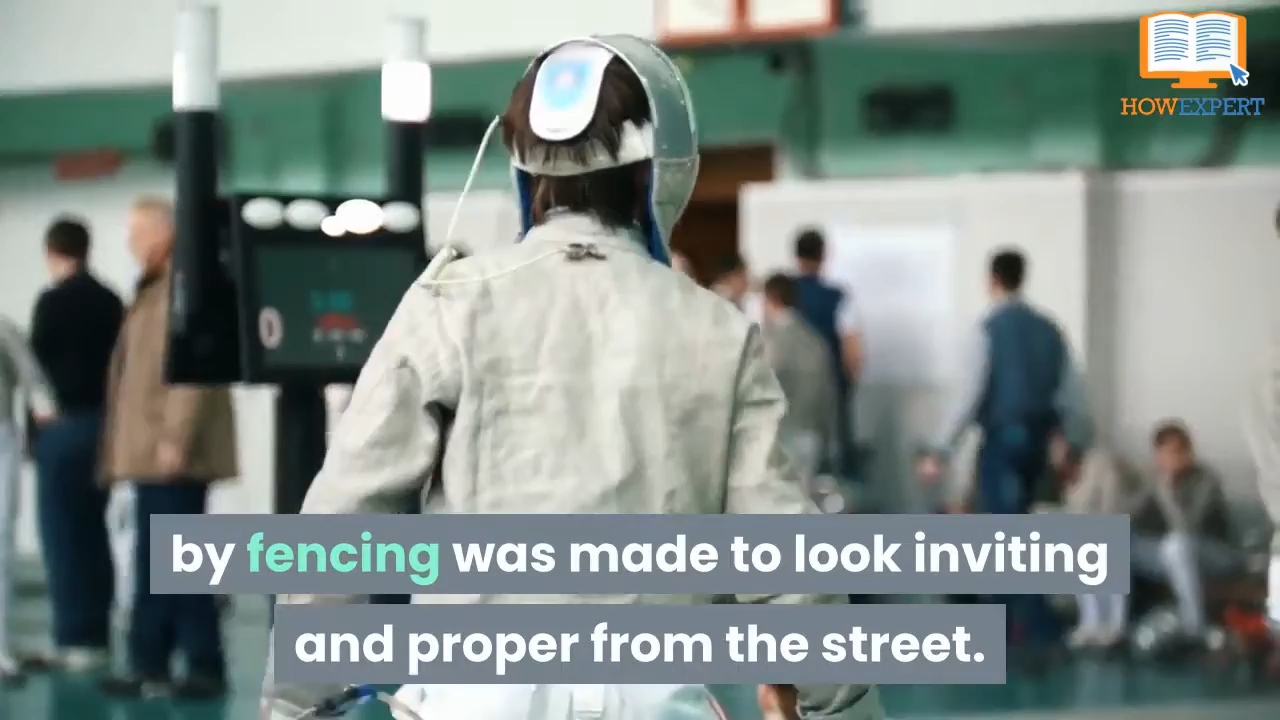 HOWEXPERT
by fencing was made to look inviting
and proper from the street.